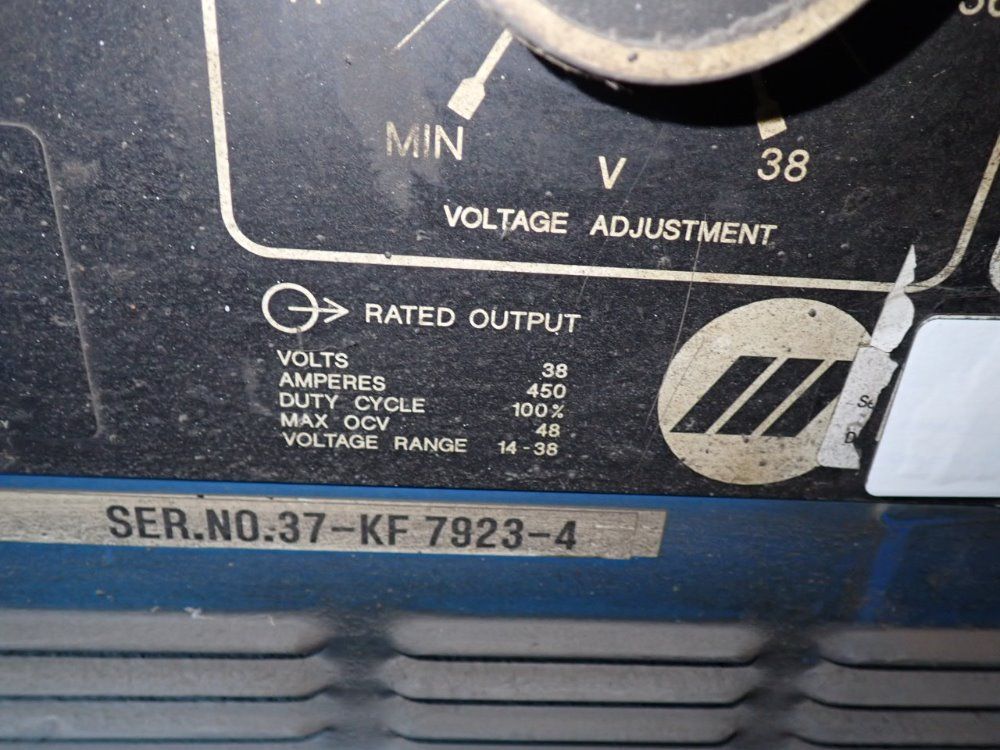 MIN
V
38
VOLTAGE ADJUSTMENT
RATED OUTPUT
VOLTS 38
AMPERES 450
DUTY CYCLE 100%
MAX OCV 48
VOLTAGE RANGE 14-38
SER.NO.37-KF 7923-4